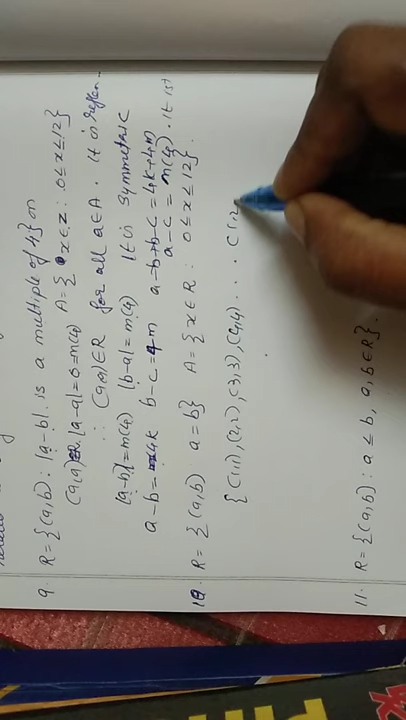 9. R = {(a,b) : |a-b| is a multiple of 4} on
(a,a) ∈ R |a-a| = 0 = m(4) A = { x ∈ Z : 0 ≤ x ≤ 12}
∴ (a,a) ∈ R for all a ∈ A . It is reflex
|a-b| = m(4) |b-a| = m(4) It is symmetric
a-b = 4k b-c = 4m a-b+b-c = 4k+4m
a-c = m(4) . It is t
10. R = { (a,b) : a = b} A = { x ∈ R : 0 ≤ x ≤ 12} .
{ (1,1), (2,2), (3,3), (4,4) . . . (12
11. R = {(a,b) : a ≤ b, a,b ∈ R} .